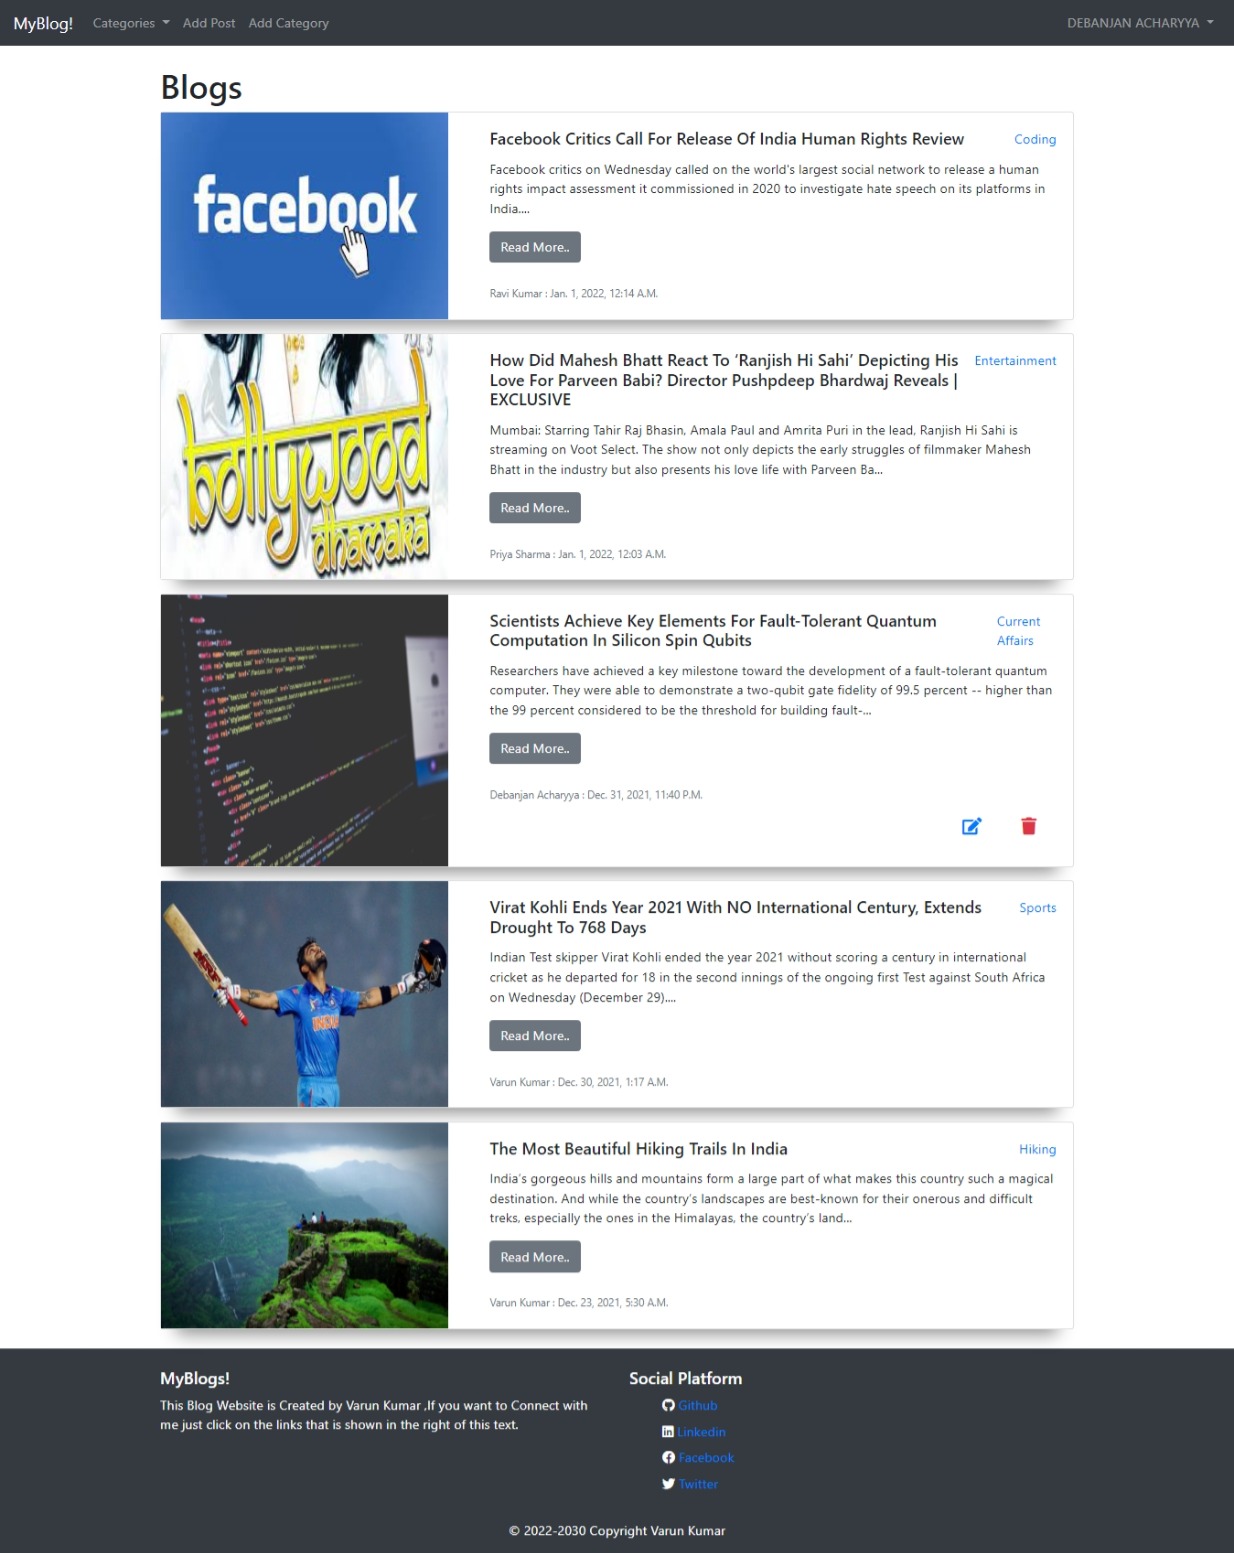 MyBlog! Categories Add Post Add Category DEBANJAN ACHARYYA
Blogs
facebook
Facebook Critics Call For Release Of India Human Rights Review
Coding
Facebook critics on Wednesday called on the world's largest social network to release a human
rights impact assessment it commissioned in 2020 to investigate hate speech on its platforms in
India....
Read More..
Ravi Kumar : Jan. 1, 2022, 12:14 A.M.
bollywood
dhamaka
How Did Mahesh Bhatt React To ‘Ranjish Hi Sahi’ Depicting His
Love For Parveen Babi? Director Pushpdeep Bhardwaj Reveals |
EXCLUSIVE
Entertainment
Mumbai: Starring Tahir Raj Bhasin, Amala Paul and Amrita Puri in the lead, Ranjish Hi Sahi is
streaming on Voot Select. The show not only depicts the early struggles of filmmaker Mahesh
Bhatt in the industry but also presents his love life with Parveen Ba...
Read More..
Priya Sharma : Jan. 1, 2022, 12:03 A.M.
Scientists Achieve Key Elements For Fault-Tolerant Quantum
Computation In Silicon Spin Qubits
Current
Affairs
Researchers have achieved a key milestone toward the development of a fault-tolerant quantum
computer. They were able to demonstrate a two-qubit gate fidelity of 99.5 percent -- higher than
the 99 percent considered to be the threshold for building fault-...
Read More..
Debanjan Acharyya : Dec. 31, 2021, 11:40 P.M.
MRF
INDIA
Virat Kohli Ends Year 2021 With NO International Century, Extends
Drought To 768 Days
Sports
Indian Test skipper Virat Kohli ended the year 2021 without scoring a century in international
cricket as he departed for 18 in the second innings of the ongoing first Test against South Africa
on Wednesday (December 29)....
Read More..
Varun Kumar : Dec. 30, 2021, 1:17 A.M.
The Most Beautiful Hiking Trails In India
Hiking
India’s gorgeous hills and mountains form a large part of what makes this country such a magical
destination. And while the country’s landscapes are best-known for their onerous and difficult
treks, especially the ones in the Himalayas, the country’s land...
Read More..
Varun Kumar : Dec. 23, 2021, 5:30 A.M.
MyBlogs!
This Blog Website is Created by Varun Kumar ,If you want to Connect with
me just click on the links that is shown in the right of this text.
Social Platform
Github
Linkedin
Facebook
Twitter
© 2022-2030 Copyright Varun Kumar